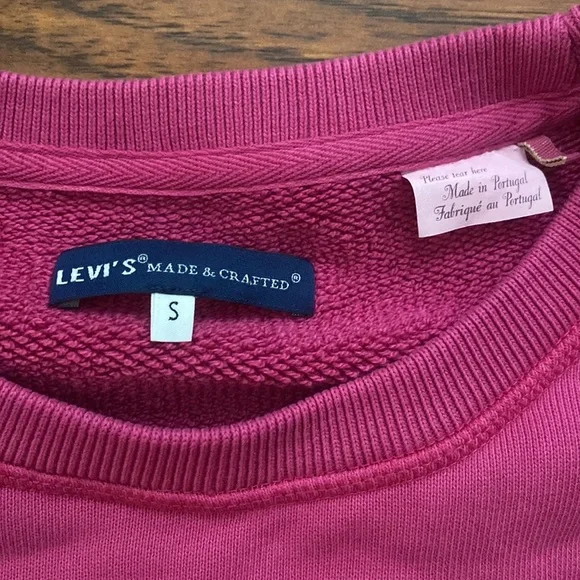 Please tear here
Made in Portugal
Fabriqué au Portugal
LEVI'S® MADE & CRAFTED®
S